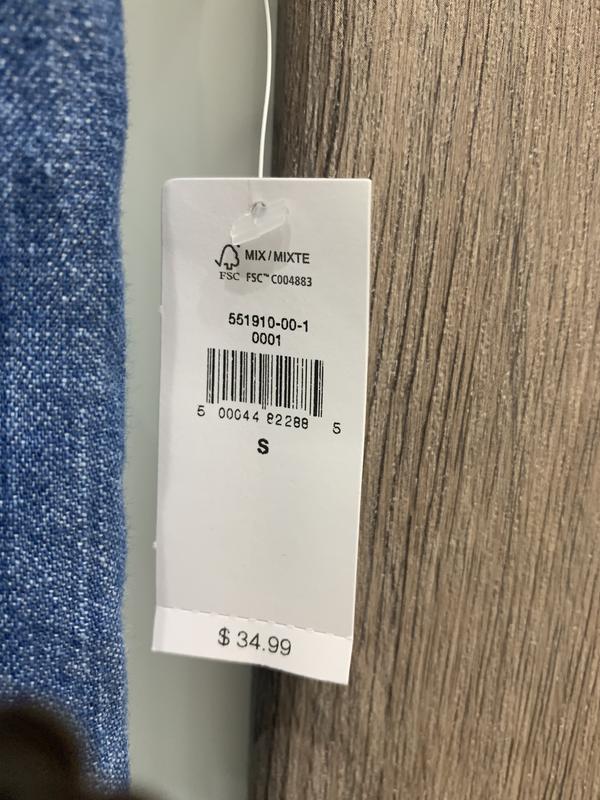 MIX / MIXTE
FSC FSC™ C004883
551910-00-1
0001
5 00044 82288 5
S
$ 34.99